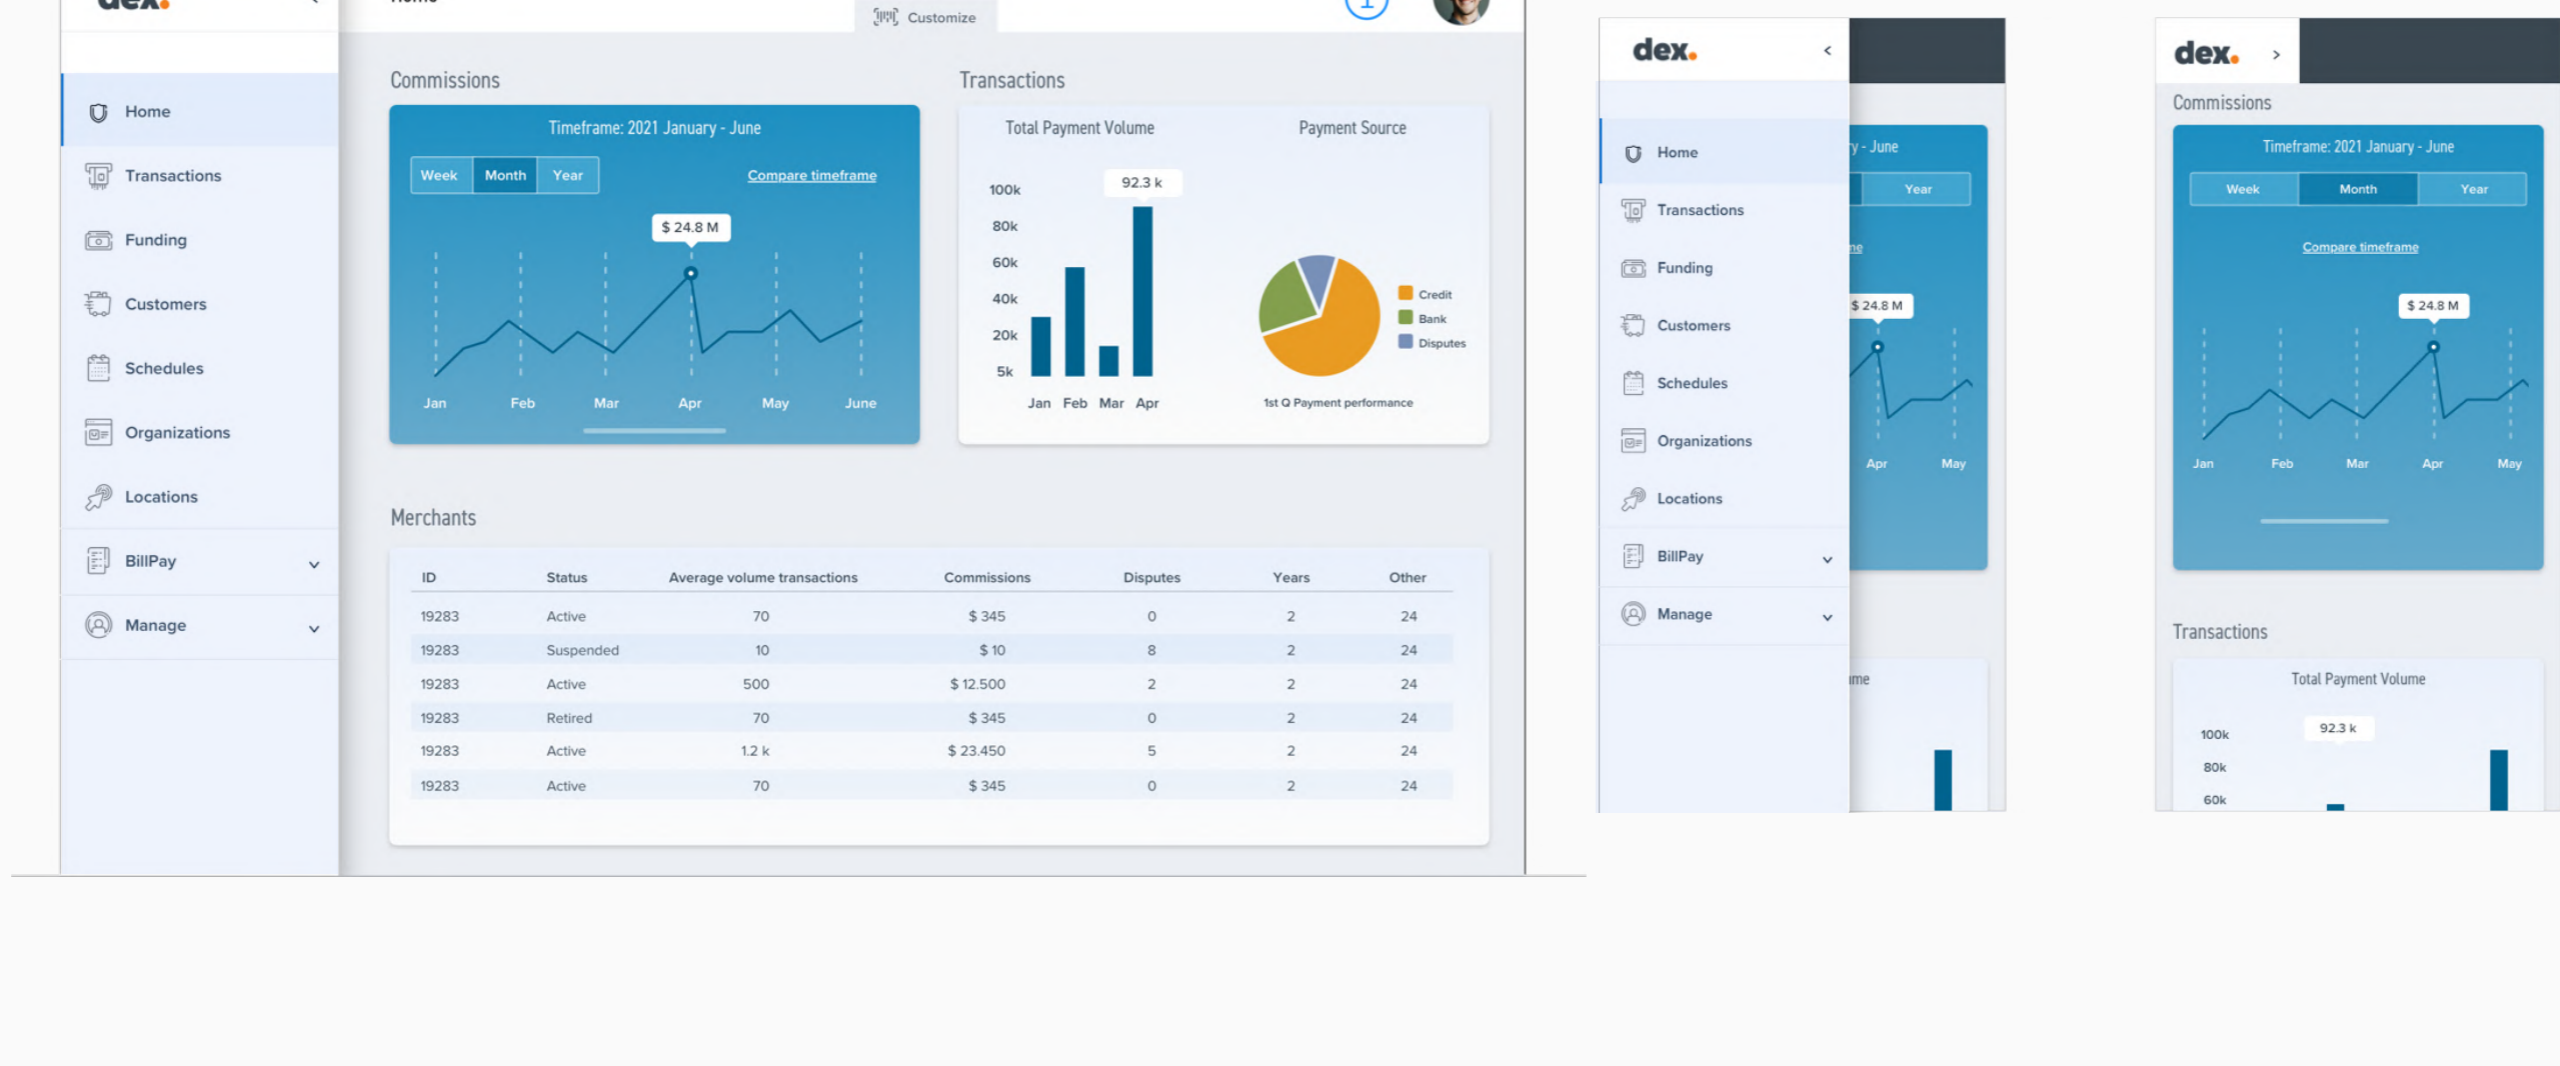 dex.
Home
Customize
Home
Transactions
Funding
Customers
Schedules
Organizations
Locations
BillPay
Manage
Commissions
Timeframe: 2021 January - June
Week Month Year
Compare timeframe
$ 24.8 M
Jan Feb Mar Apr May June
Transactions
Total Payment Volume
92.3 k
100k
80k
60k
40k
20k
5k
Jan Feb Mar Apr
Payment Source
Credit
Bank
Disputes
1st Q Payment performance
Merchants
ID Status Average volume transactions Commissions Disputes Years Other
19283 Active 70 $ 345 0 2 24
19283 Suspended 10 $ 10 8 2 24
19283 Active 500 $ 12.500 2 2 24
19283 Retired 70 $ 345 0 2 24
19283 Active 1.2 k $ 23.450 5 2 24
19283 Active 70 $ 345 0 2 24
dex. <
Home
Transactions
Funding
Customers
Schedules
Organizations
Locations
BillPay
Manage
y - June
Year
me
$ 24.8 M
Apr May
me
dex. >
Commissions
Timeframe: 2021 January - June
Week Month Year
Compare timeframe
$ 24.8 M
Jan Feb Mar Apr May
Transactions
Total Payment Volume
92.3 k
100k
80k
60k